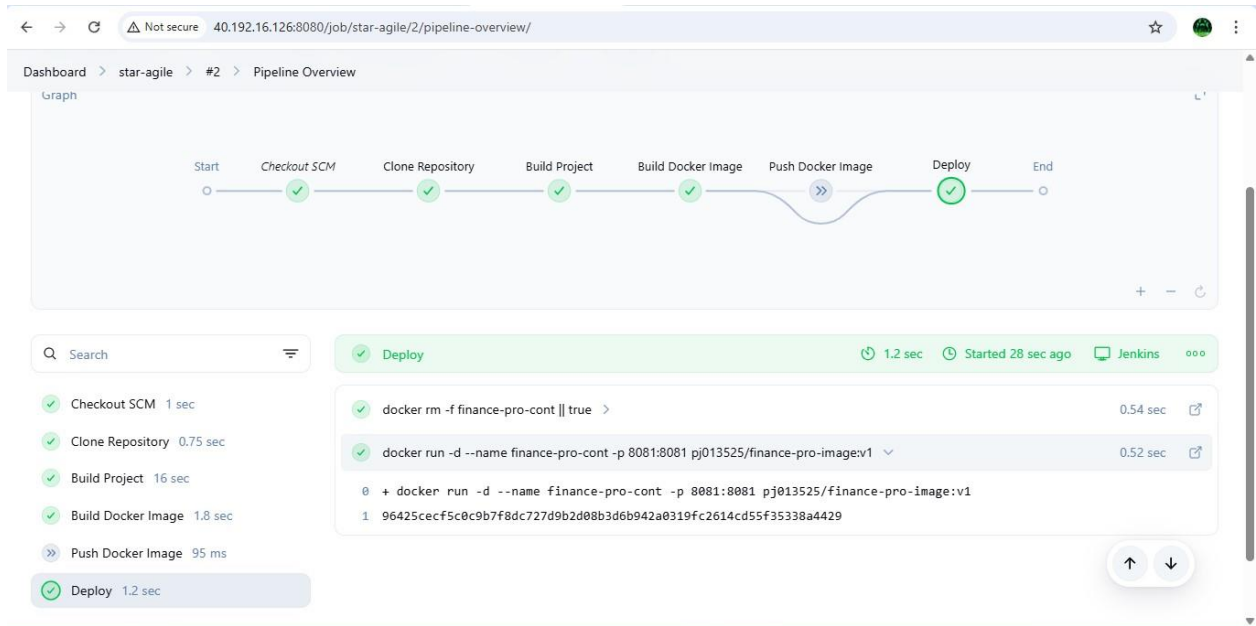 Not secure 40.192.16.126:8080/job/star-agile/2/pipeline-overview/
Dashboard > star-agile > #2 > Pipeline Overview
Graph
Start Checkout SCM Clone Repository Build Project Build Docker Image Push Docker Image Deploy End
Search
Deploy 1.2 sec Started 28 sec ago Jenkins
Checkout SCM 1 sec
Clone Repository 0.75 sec
Build Project 16 sec
Build Docker Image 1.8 sec
Push Docker Image 95 ms
Deploy 1.2 sec
docker rm -f finance-pro-cont || true > 0.54 sec
docker run -d --name finance-pro-cont -p 8081:8081 pj013525/finance-pro-image:v1 0.52 sec
0 + docker run -d --name finance-pro-cont -p 8081:8081 pj013525/finance-pro-image:v1
1 96425cecf5c0c9b7f8dc727d9b2d08b3d6b942a0319fc2614cd55f35338a4429